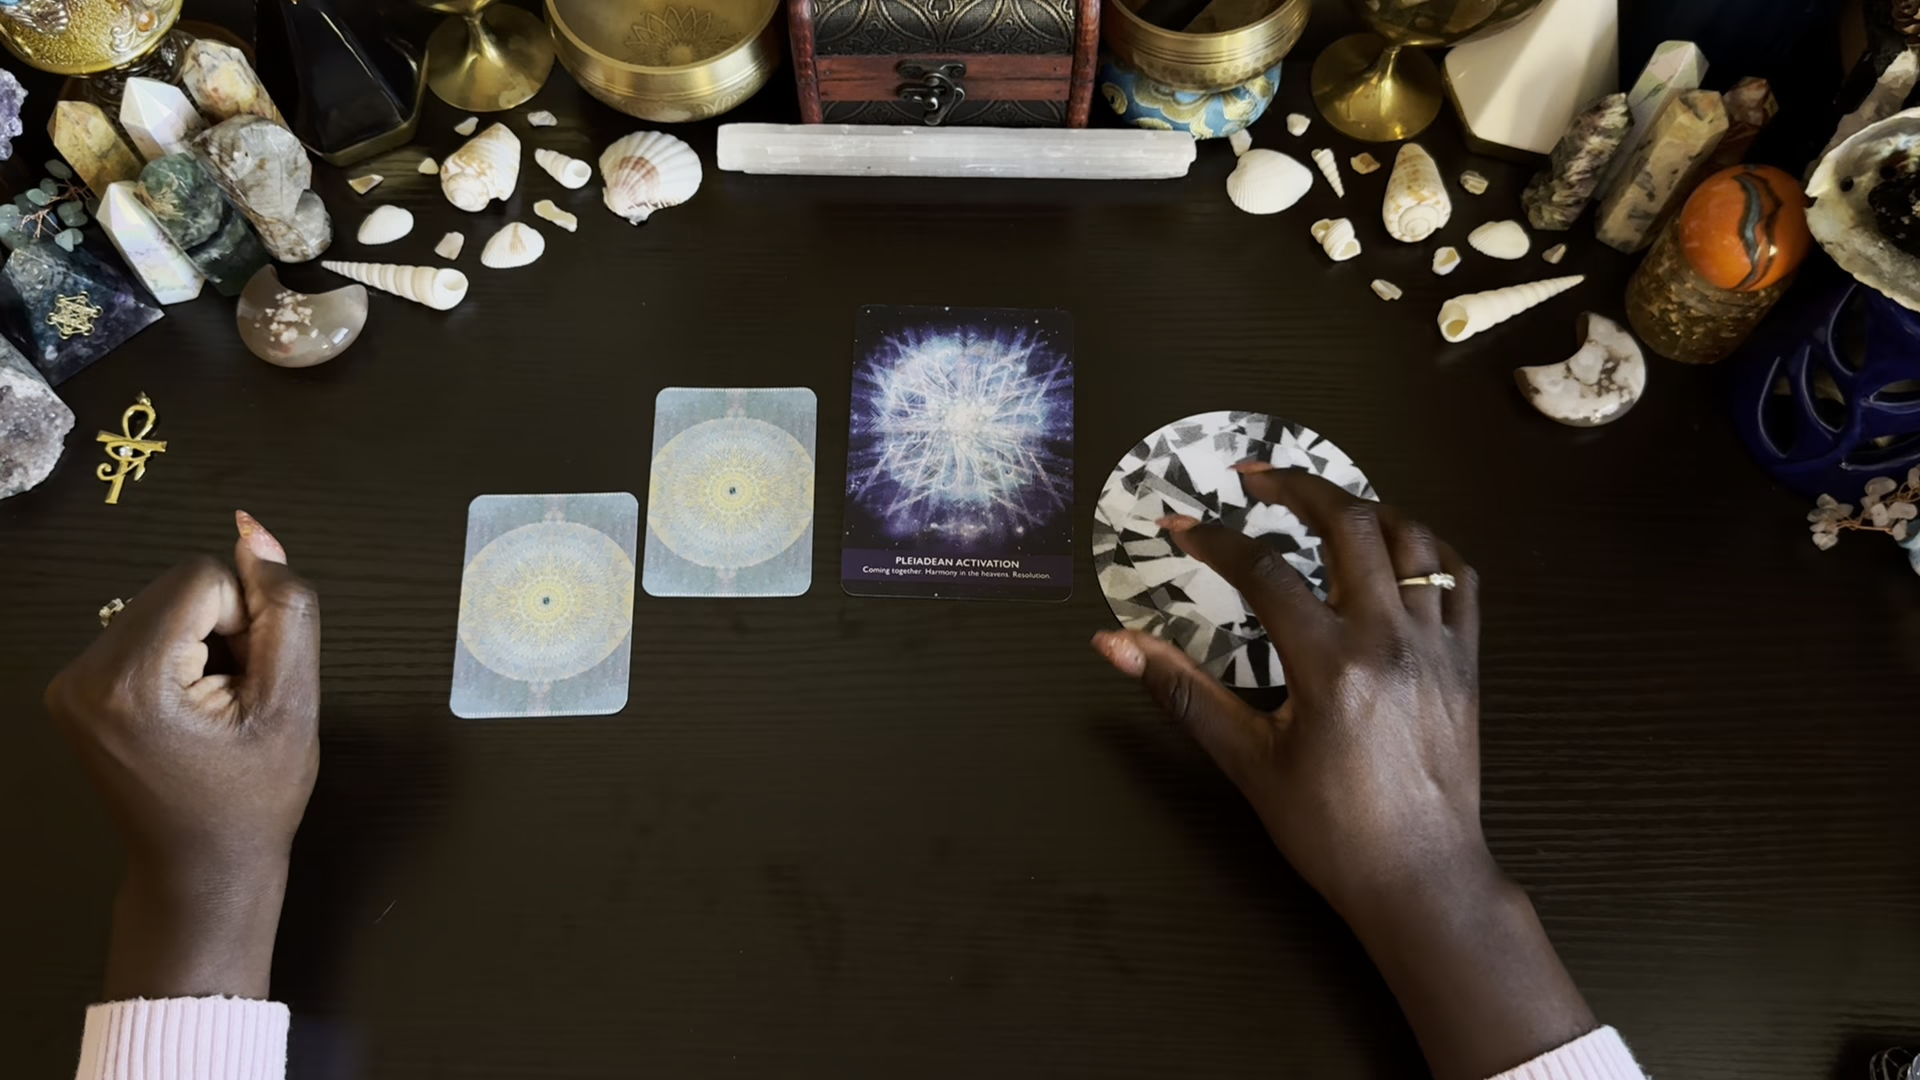 PLEIADEAN ACTIVATION
Coming together. Harmony in the heavens. Resolution.